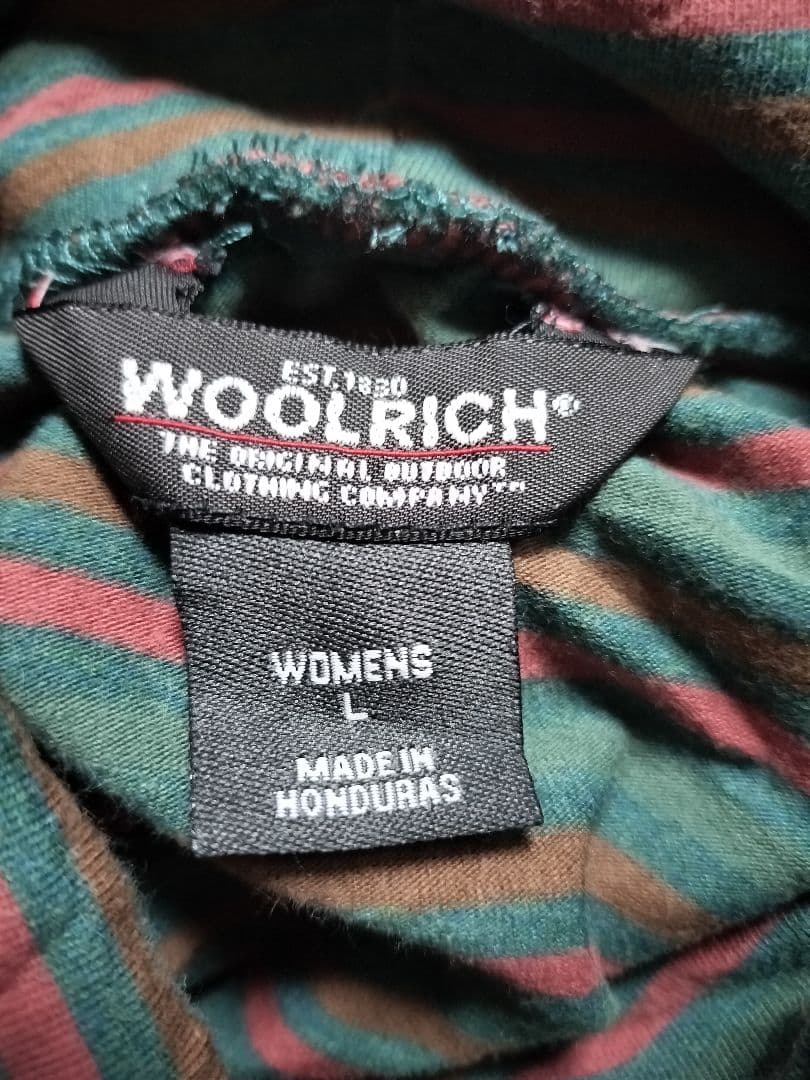 EST. 1830
WOOLRICH®
THE ORIGINAL OUTDOOR
CLOTHING COMPANY™
WOMENS
L
MADE IN
HONDURAS